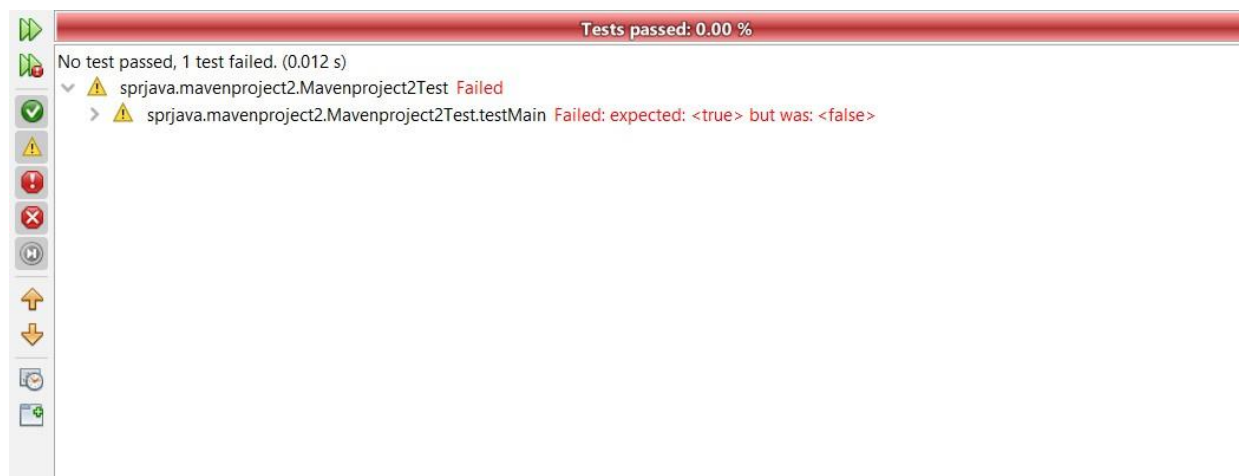 Tests passed: 0.00 %
No test passed, 1 test failed. (0.012 s)
sprjava.mavenproject2.Mavenproject2Test Failed
sprjava.mavenproject2.Mavenproject2Test.testMain Failed: expected: <true> but was: <false>